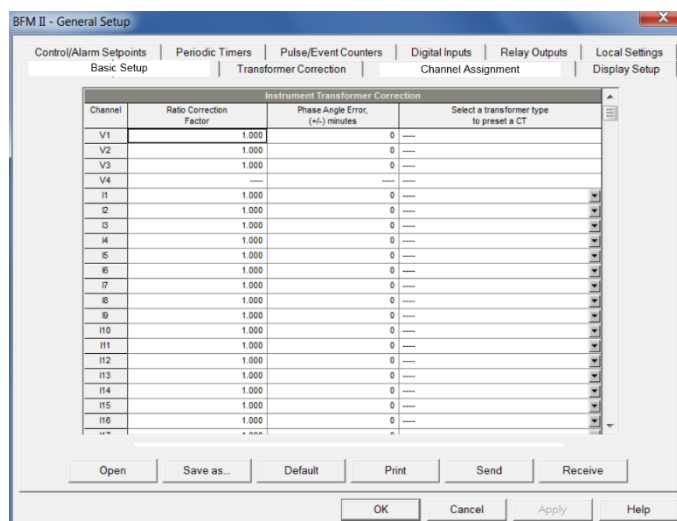 BFM II - General Setup
Control/Alarm Setpoints Periodic Timers Pulse/Event Counters Digital Inputs Relay Outputs Local Settings
Basic Setup Transformer Correction Channel Assignment Display Setup
Instrument Transformer Correction
Channel Ratio Correction Factor Phase Angle Error, (+/-) minutes Select a transformer type to preset a CT
V1 1.000 0 ----
V2 1.000 0 ----
V3 1.000 0 ----
V4 ---- ---- ----
I1 1.000 0 ----
I2 1.000 0 ----
I3 1.000 0 ----
I4 1.000 0 ----
I5 1.000 0 ----
I6 1.000 0 ----
I7 1.000 0 ----
I8 1.000 0 ----
I9 1.000 0 ----
I10 1.000 0 ----
I11 1.000 0 ----
I12 1.000 0 ----
I13 1.000 0 ----
I14 1.000 0 ----
I15 1.000 0 ----
I16 1.000 0 ----
Open Save as... Default Print Send Receive
OK Cancel Apply Help